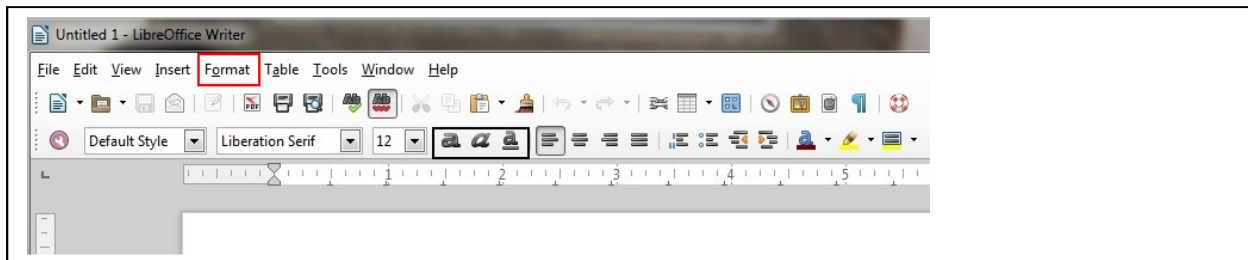 Untitled 1 - LibreOffice Writer
File Edit View Insert Format Table Tools Window Help
PDF
Default Style Liberation Serif 12 a a a a
1 2 3 4 5